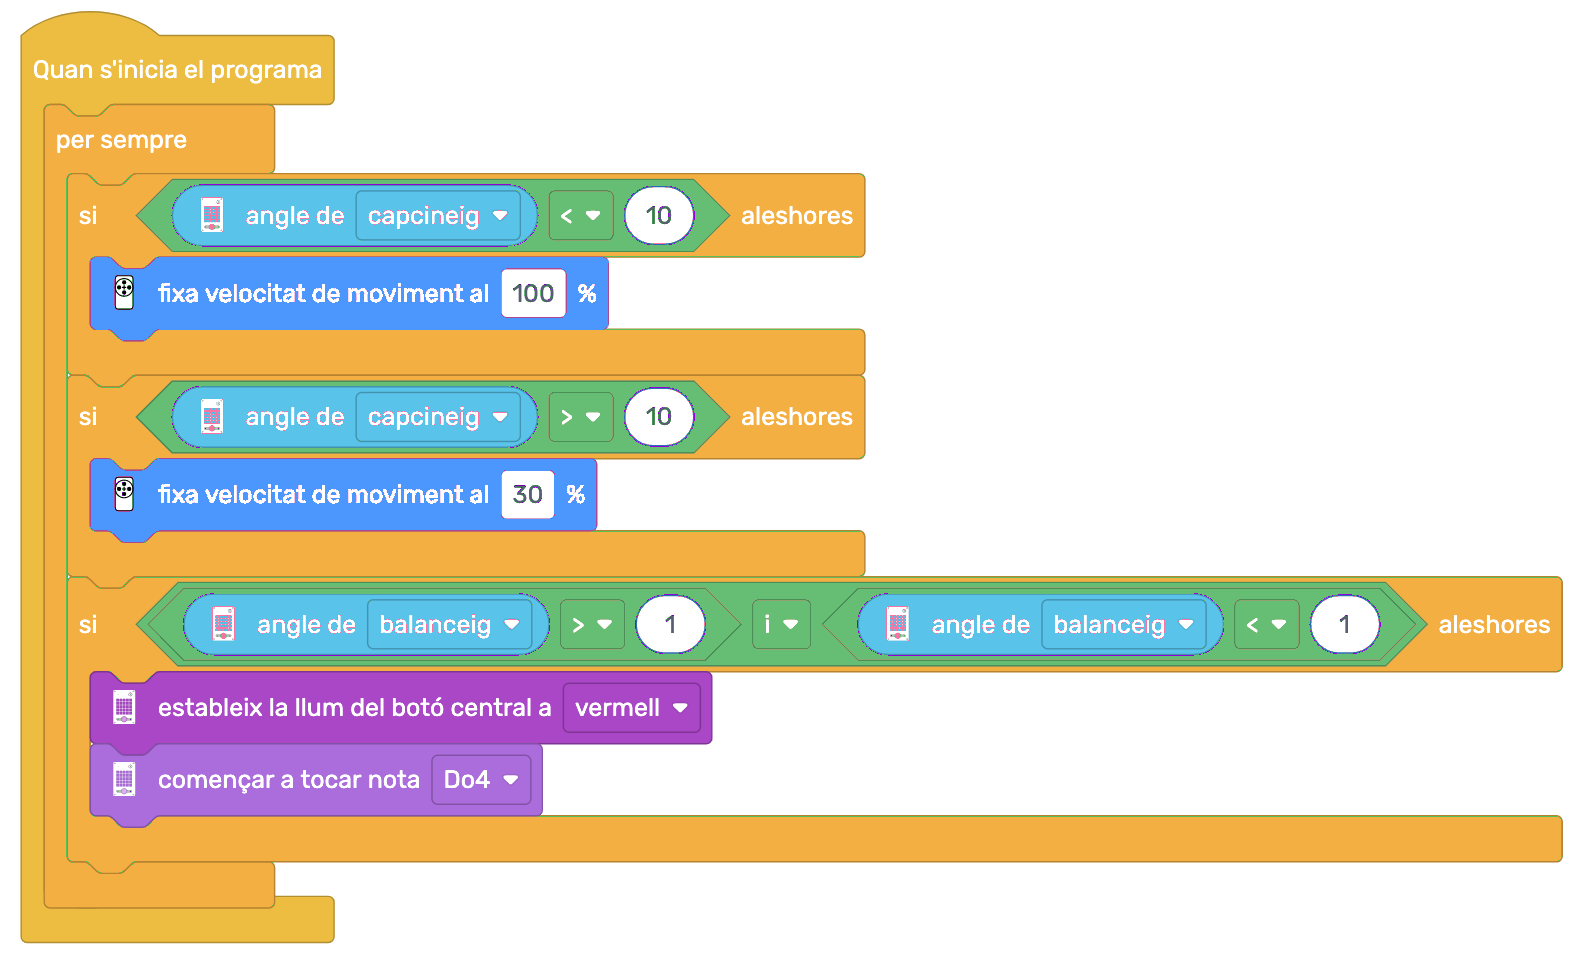 Quan s'inicia el programa
per sempre
si angle de capcineig < 10 aleshores
fixa velocitat de moviment al 100 %
si angle de capcineig > 10 aleshores
fixa velocitat de moviment al 30 %
si angle de balanceig > 1 i angle de balanceig < 1 aleshores
estableix la llum del botó central a vermell
començar a tocar nota Do4